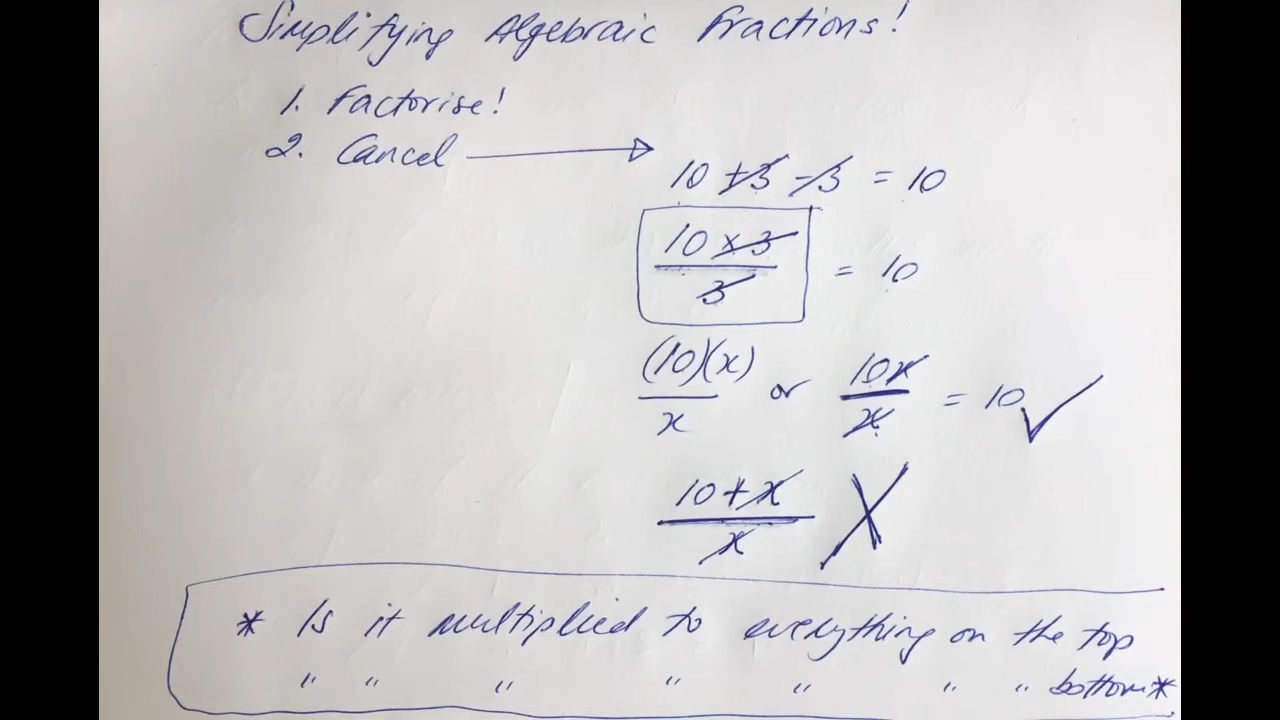 Simplifying Algebraic Fractions!
1. Factorise!
2. Cancel
10 + 3 - 3 = 10
10 x 3
3
= 10
(10)(x)
x
or
10x
x
= 10 ✓
10 + x
x
X
* Is it multiplied to everything on the top
" " " " " " " bottom *